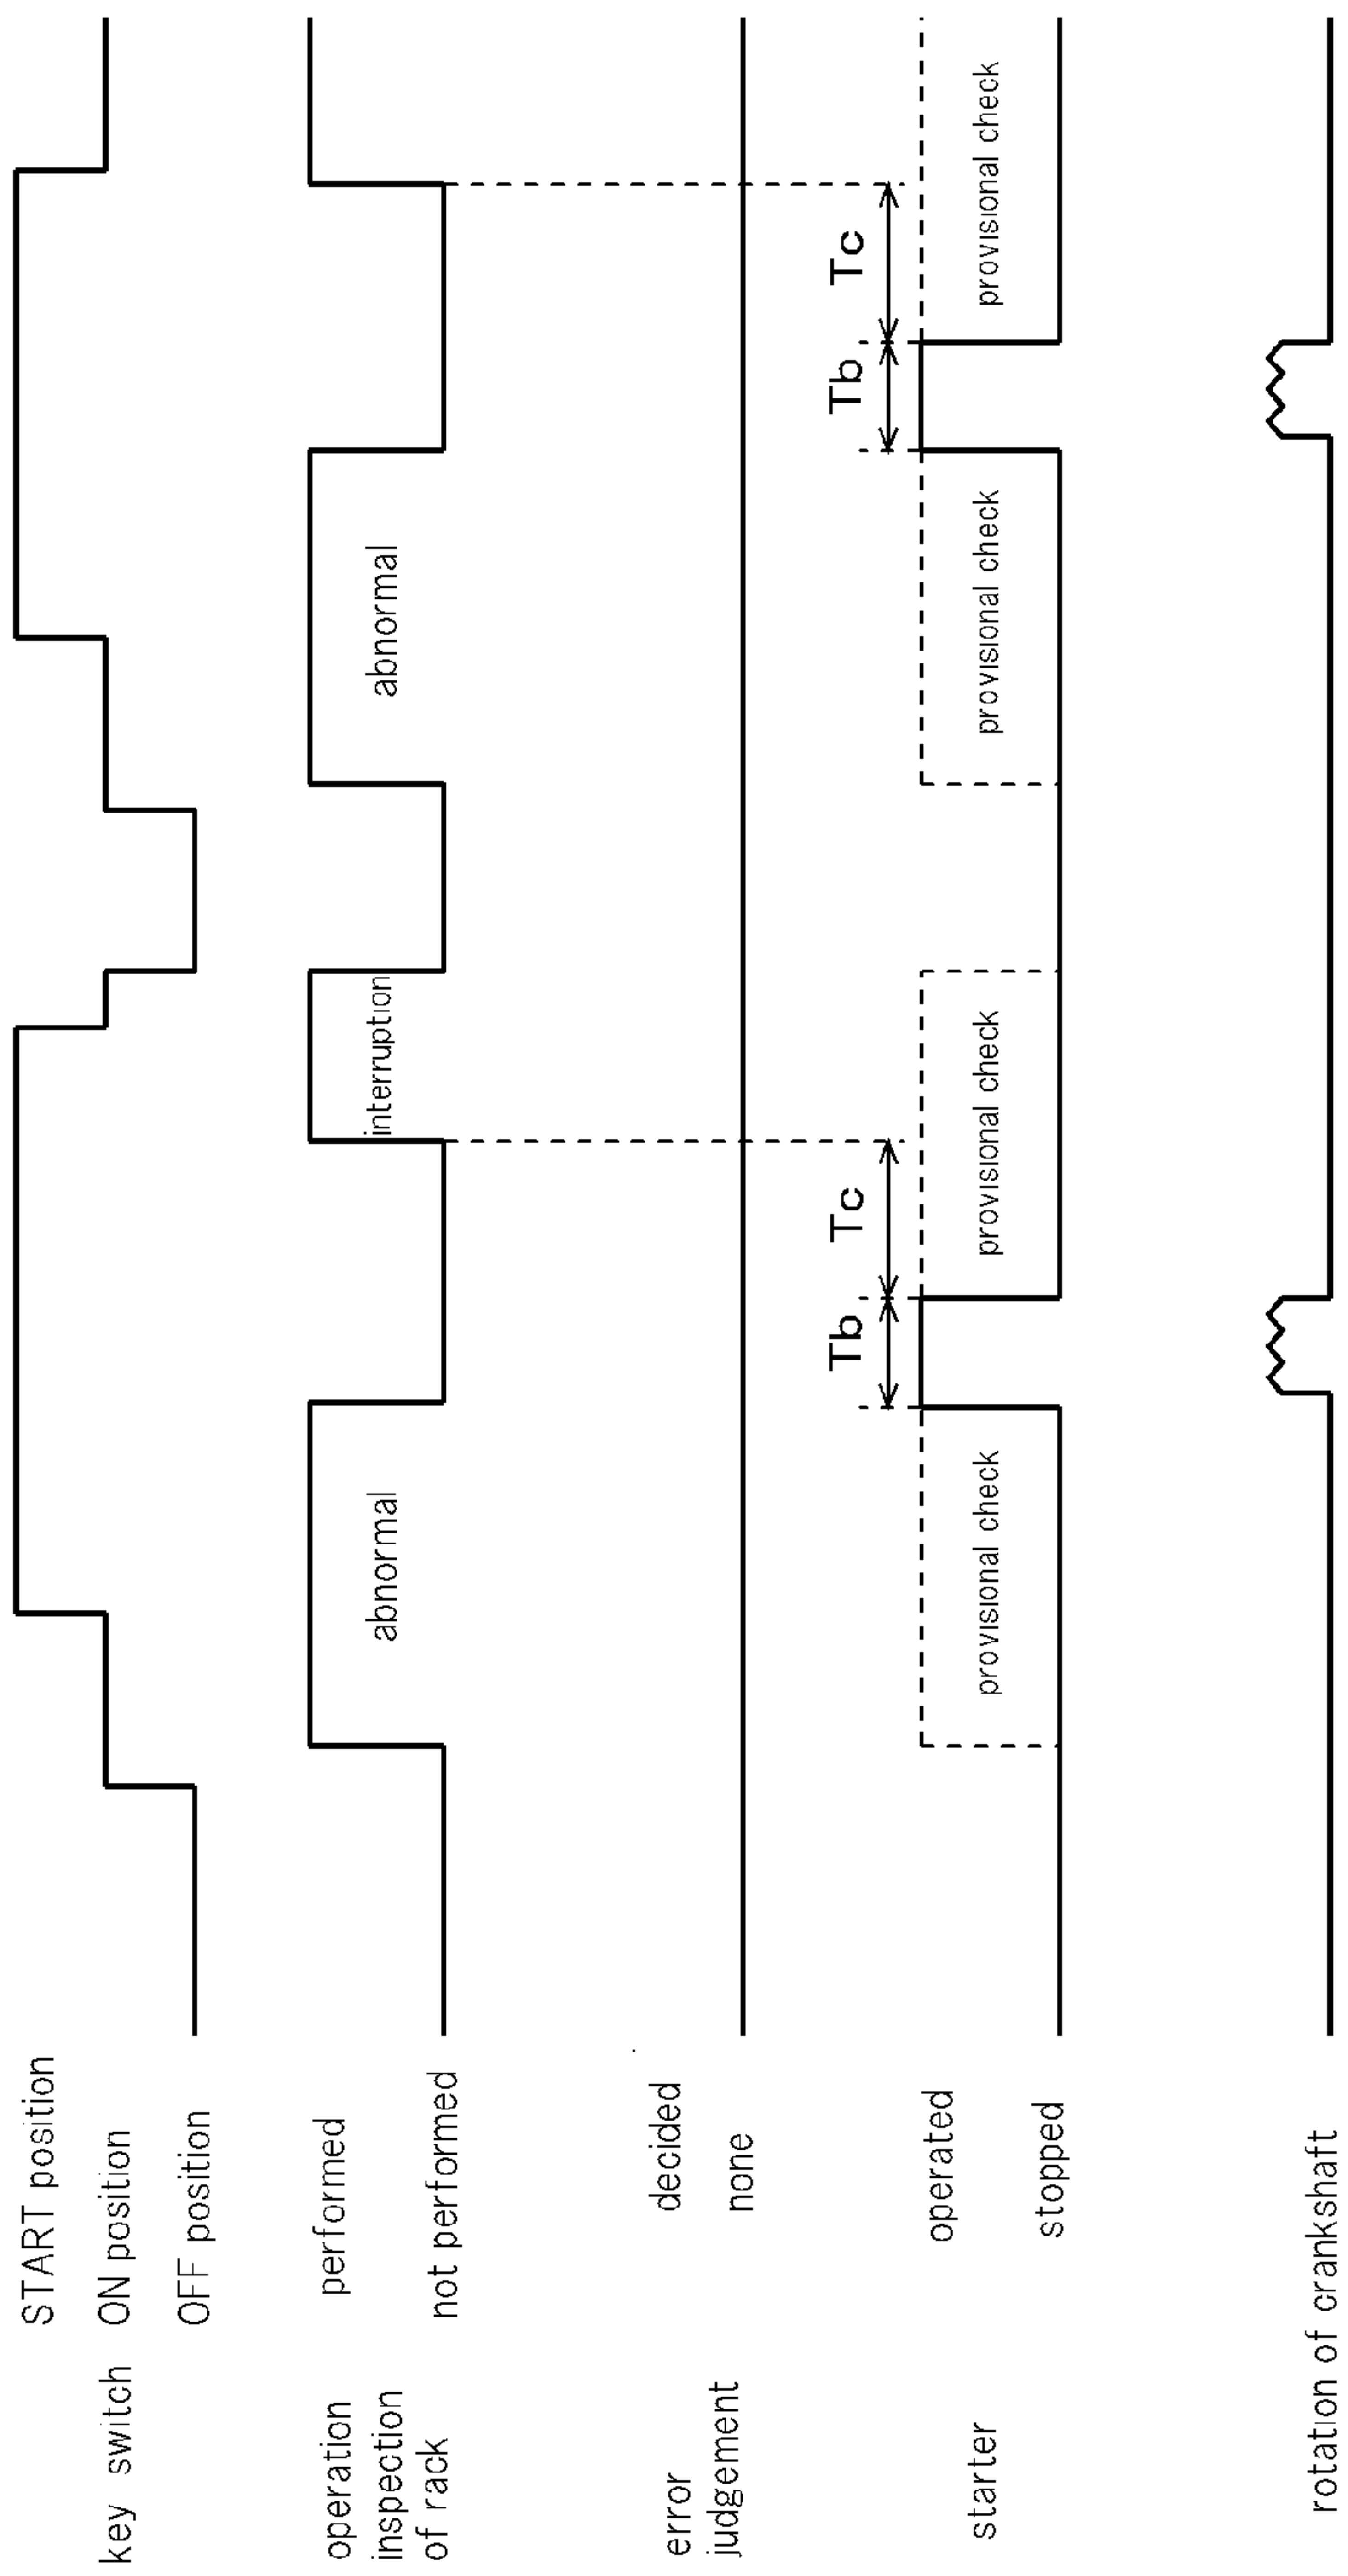 START position
key switch ON position
OFF position
operation
inspection
of rack
performed
not performed
abnormal
interruption
abnormal
error
judgement
decided
none
Tb
Tc
Tb
Tc
starter
operated
stopped
provisional check
provisional check
provisional check
provisional check
rotation of crankshaft